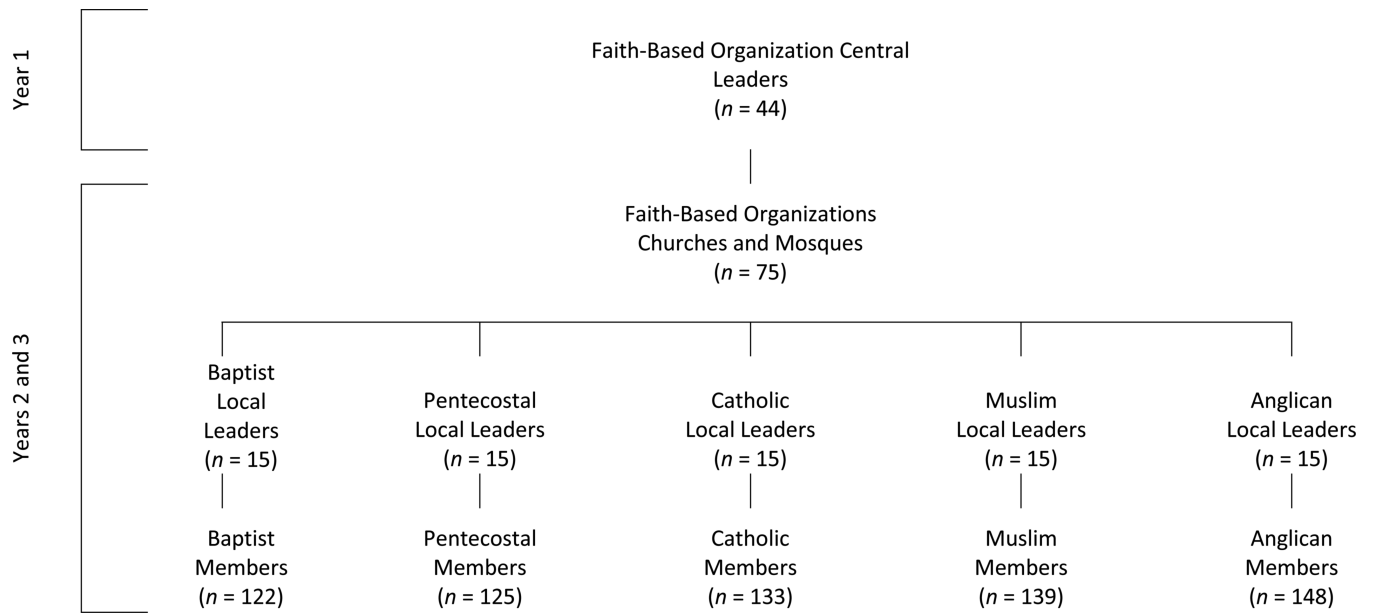 Year 1
Faith-Based Organization Central
Leaders
(n = 44)
Years 2 and 3
Faith-Based Organizations
Churches and Mosques
(n = 75)
Baptist
Local
Leaders
(n = 15)
Pentecostal
Local Leaders
(n = 15)
Catholic
Local Leaders
(n = 15)
Muslim
Local Leaders
(n = 15)
Anglican
Local Leaders
(n = 15)
Baptist
Members
(n = 122)
Pentecostal
Members
(n = 125)
Catholic
Members
(n = 133)
Muslim
Members
(n = 139)
Anglican
Members
(n = 148)